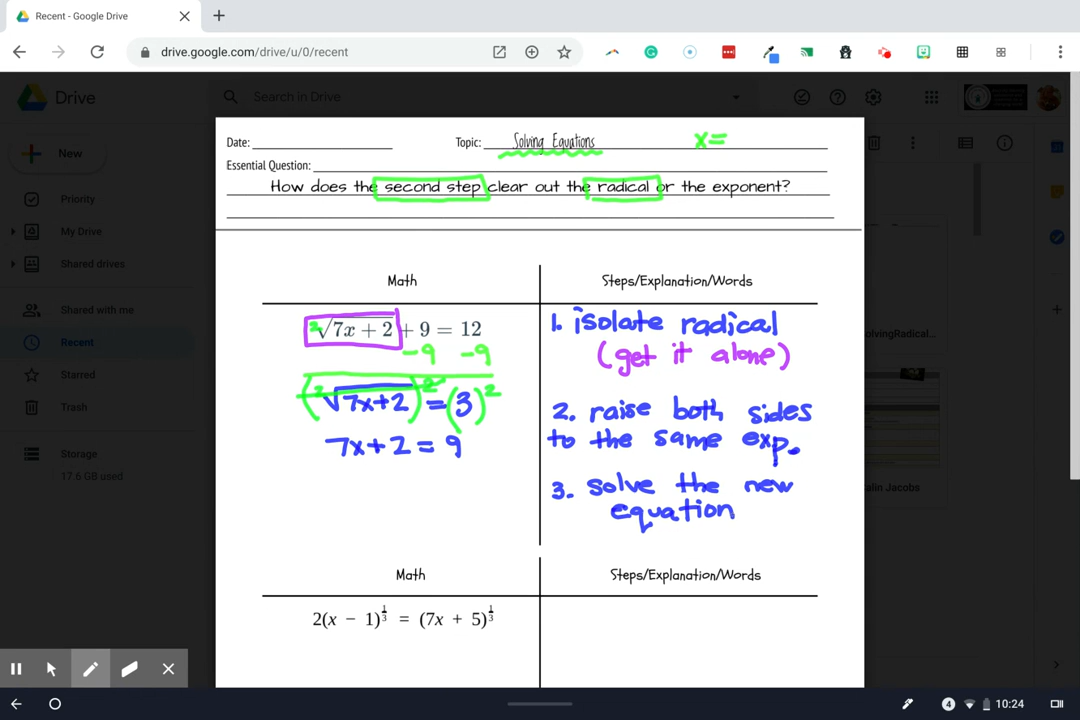 Recent - Google Drive
drive.google.com/drive/u/0/recent
Drive
Search in Drive
New
Priority
My Drive
Shared drives
Shared with me
Recent
Starred
Trash
Storage
17.6 GB used
Date:
Topic: Solving Equations x=
Essential Question:
How does the second step clear out the radical or the exponent?
Math
Steps/Explanation/Words
²√7x + 2 + 9 = 12
-9 -9
(²√7x+2)² = (3)²
7x+2 = 9
1. isolate radical
(get it alone)
2. raise both sides
to the same exp.
3. solve the new
equation
Math
Steps/Explanation/Words
2(x − 1)^(1/3) = (7x + 5)^(1/3)
olvingRadical...
alin Jacobs
4
10:24